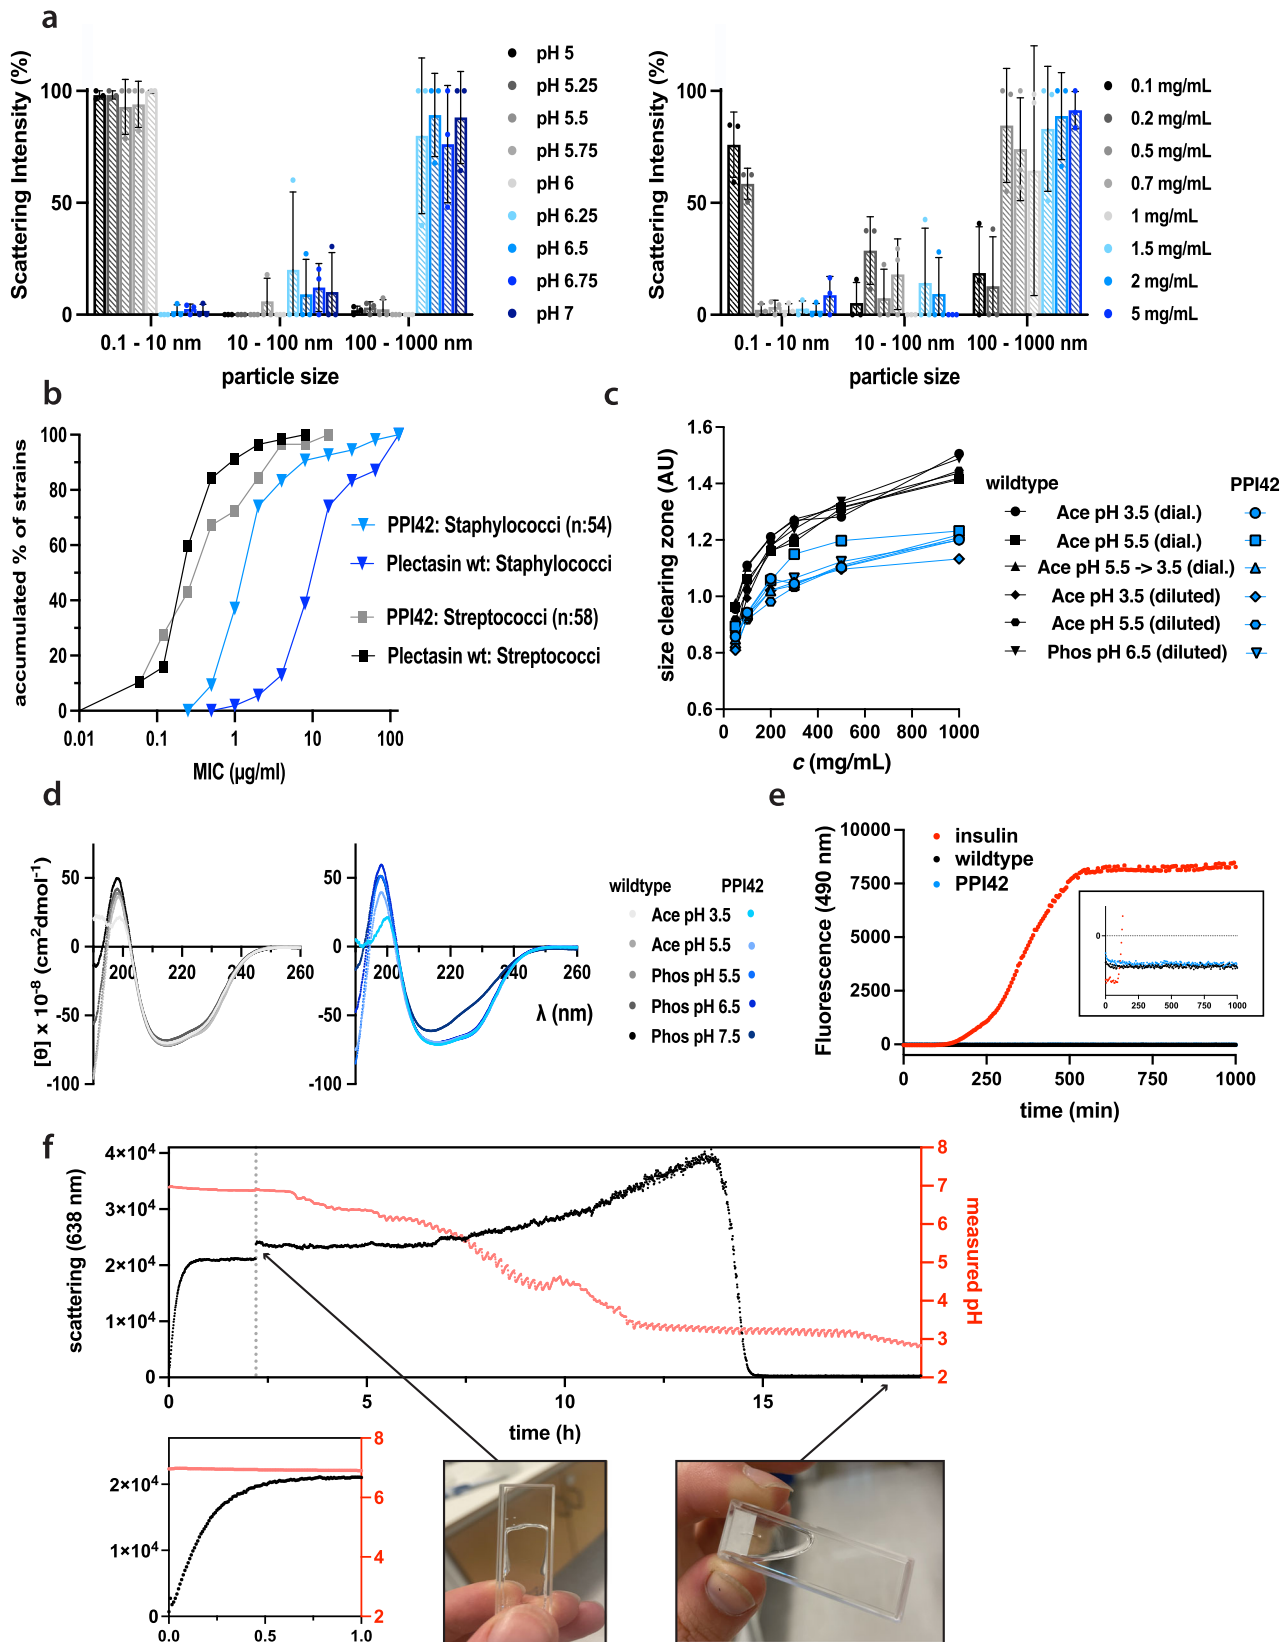 a
Scattering Intensity (%)
100
50
0
0.1 - 10 nm
10 - 100 nm
100 - 1000 nm
particle size
pH 5
pH 5.25
pH 5.5
pH 5.75
pH 6
pH 6.25
pH 6.5
pH 6.75
pH 7
Scattering Intensity (%)
100
50
0
0.1 - 10 nm
10 - 100 nm
100 - 1000 nm
particle size
0.1 mg/mL
0.2 mg/mL
0.5 mg/mL
0.7 mg/mL
1 mg/mL
1.5 mg/mL
2 mg/mL
5 mg/mL
b
accumulated % of strains
100
80
60
40
20
0
0.01
0.1
1
10
100
MIC (µg/ml)
PPI42: Staphylococci (n:54)
Plectasin wt: Staphylococci
PPI42: Streptococci (n:58)
Plectasin wt: Streptococci
c
size clearing zone (AU)
1.6
1.4
1.2
1.0
0.8
0.6
0
200
400
600
800
1000
c (mg/mL)
wildtype
PPI42
Ace pH 3.5 (dial.)
Ace pH 5.5 (dial.)
Ace pH 5.5 -> 3.5 (dial.)
Ace pH 3.5 (diluted)
Ace pH 5.5 (diluted)
Phos pH 6.5 (diluted)
d
[θ] x 10⁻⁸ (cm²dmol⁻¹)
50
0
-50
-100
200
220
240
260
50
0
-50
-100
200
220
240
260
λ (nm)
wildtype
PPI42
Ace pH 3.5
Ace pH 5.5
Phos pH 5.5
Phos pH 6.5
Phos pH 7.5
e
Fluorescence (490 nm)
10000
7500
5000
2500
0
0
250
500
750
1000
time (min)
insulin
wildtype
PPI42
0
0
250
500
750
1000
f
scattering (638 nm)
4×10⁴
3×10⁴
2×10⁴
1×10⁴
0
0
5
10
15
time (h)
8
7
6
5
4
3
2
measured pH
2×10⁴
1×10⁴
0
0.0
0.5
1.0
8
6
4
2